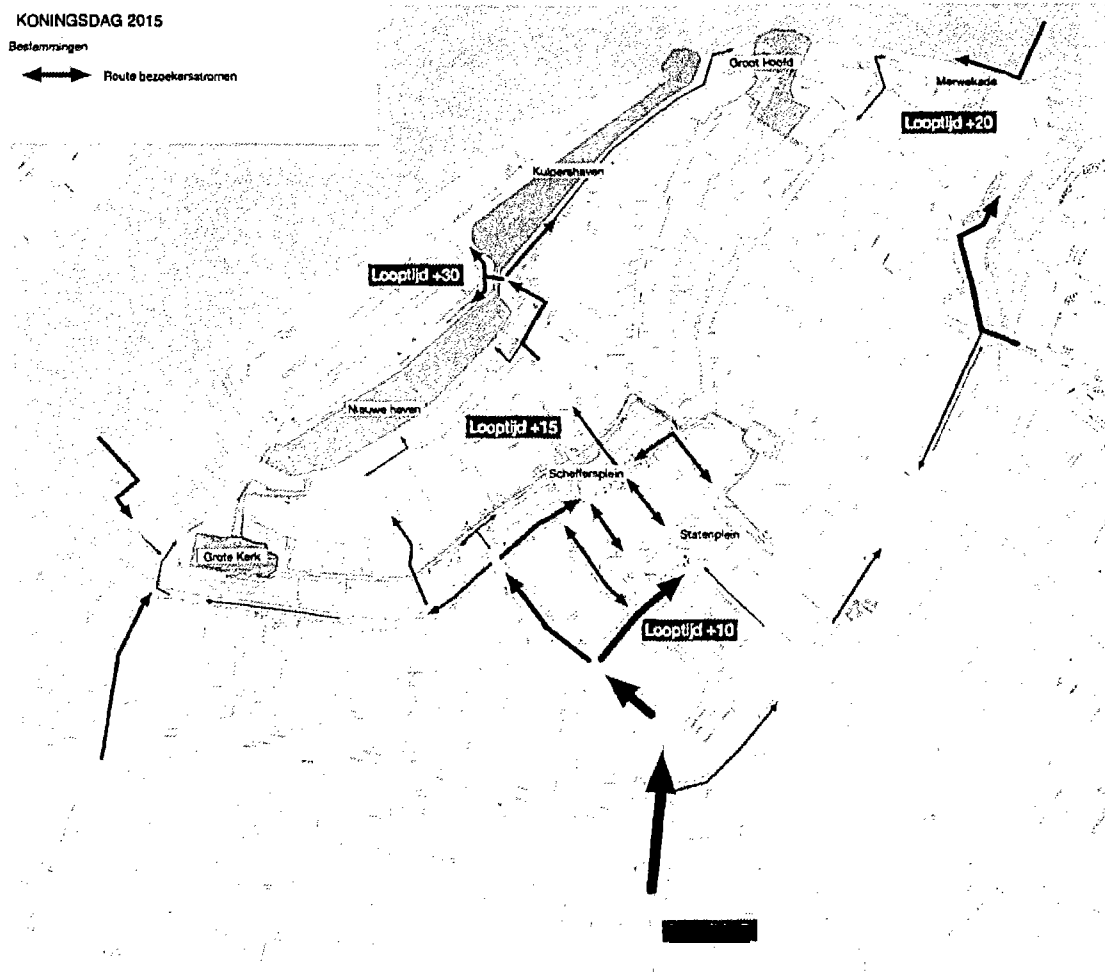 KONINGSDAG 2015
Bestemmingen
Route bezoekersstromen
Groot Hoofd
Merwekade
Looptijd +20
Kuipershaven
Looptijd +30
Nieuwe haven
Looptijd +15
Scheffersplein
Statenplein
Grote Kerk
Looptijd +10